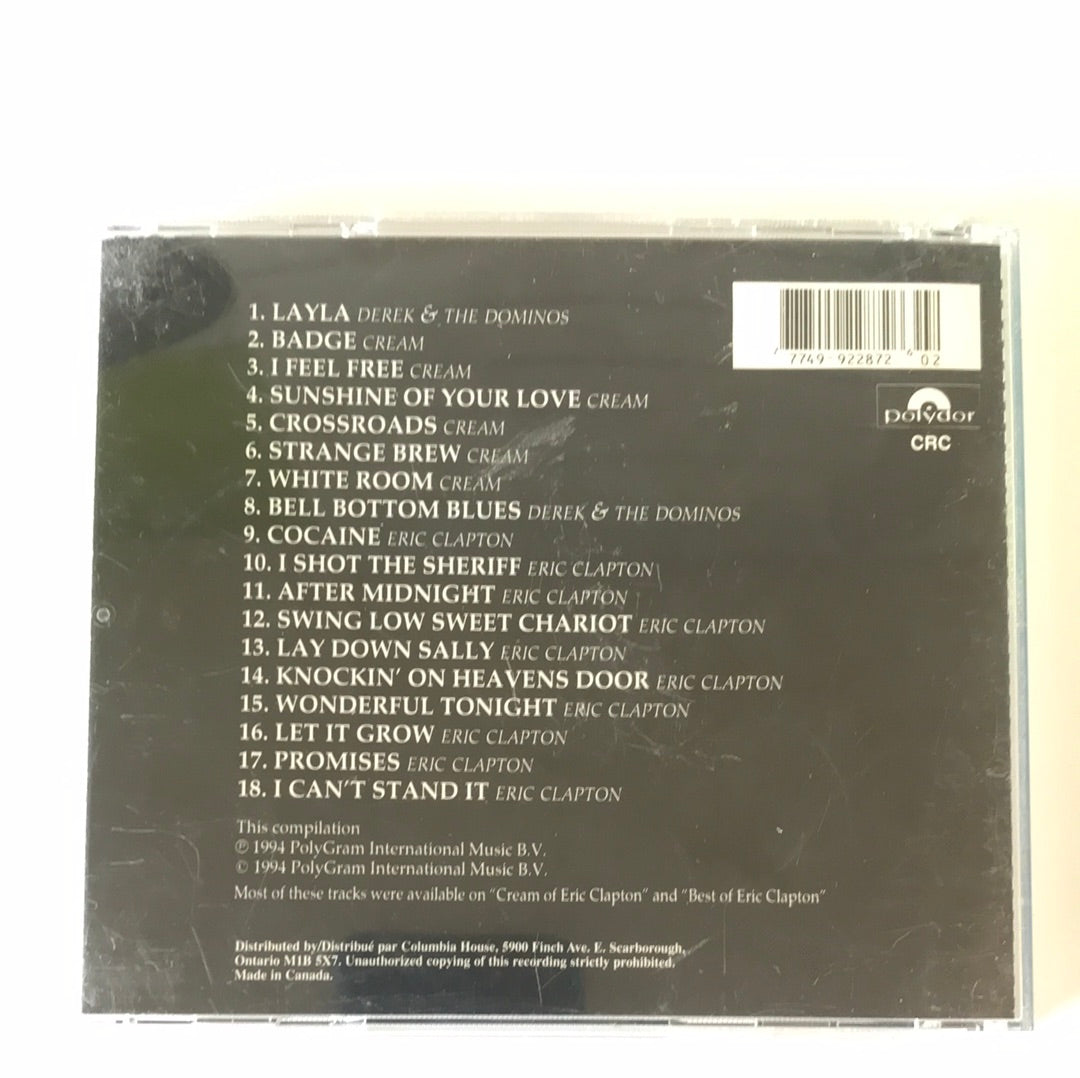 1. LAYLA DEREK & THE DOMINOS
2. BADGE CREAM
3. I FEEL FREE CREAM
4. SUNSHINE OF YOUR LOVE CREAM
5. CROSSROADS CREAM
6. STRANGE BREW CREAM
7. WHITE ROOM CREAM
8. BELL BOTTOM BLUES DEREK & THE DOMINOS
9. COCAINE ERIC CLAPTON
10. I SHOT THE SHERIFF ERIC CLAPTON
11. AFTER MIDNIGHT ERIC CLAPTON
12. SWING LOW SWEET CHARIOT ERIC CLAPTON
13. LAY DOWN SALLY ERIC CLAPTON
14. KNOCKIN' ON HEAVENS DOOR ERIC CLAPTON
15. WONDERFUL TONIGHT ERIC CLAPTON
16. LET IT GROW ERIC CLAPTON
17. PROMISES ERIC CLAPTON
18. I CAN'T STAND IT ERIC CLAPTON
This compilation
℗ 1994 PolyGram International Music B.V.
© 1994 PolyGram International Music B.V.
Most of these tracks were available on "Cream of Eric Clapton" and "Best of Eric Clapton"
Distributed by/Distribué par Columbia House, 5900 Finch Ave. E. Scarborough,
Ontario M1B 5X7. Unauthorized copying of this recording strictly prohibited.
Made in Canada.
7749 922872 02
polydor
CRC